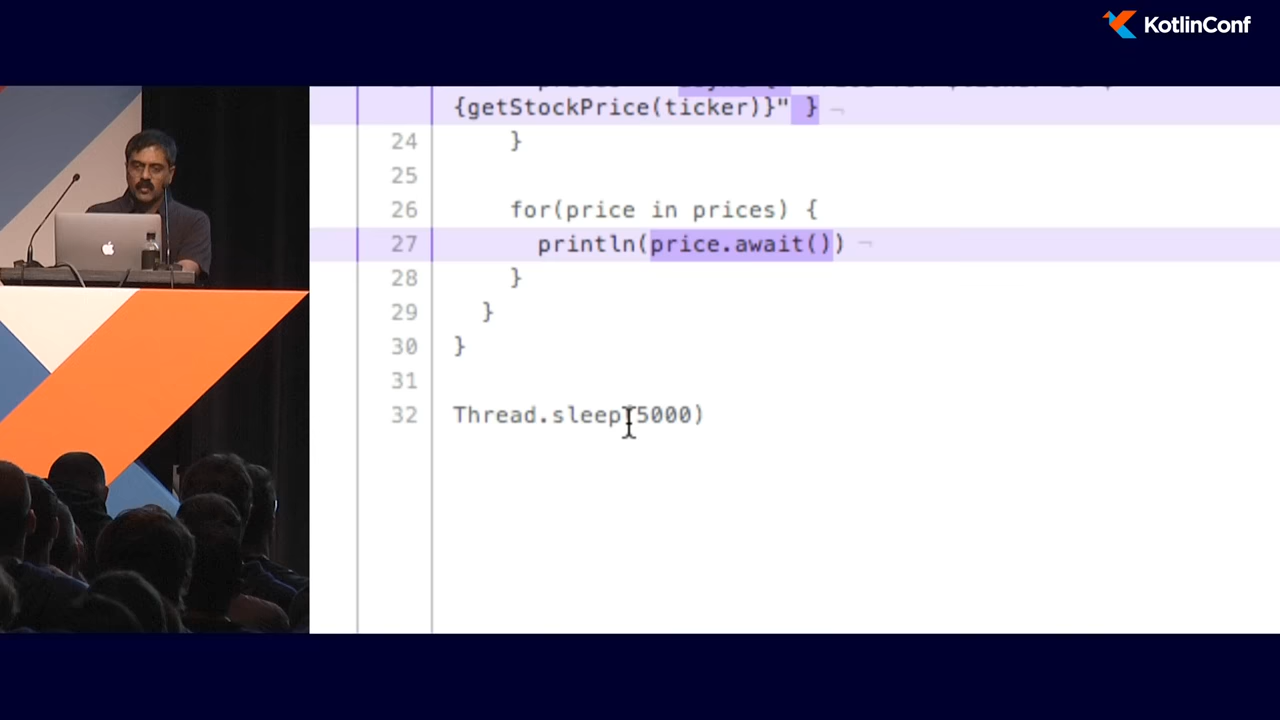 KotlinConf
{getStockPrice(ticker)}" }
24 }
25
26 for(price in prices) {
27 println(price.await())
28 }
29 }
30 }
31
32 Thread.sleep(5000)